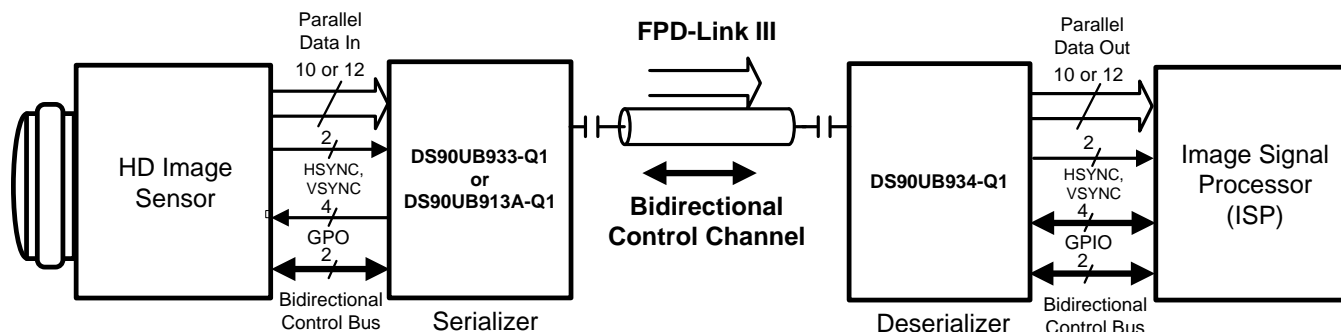 HD Image
Sensor
Parallel
Data In
10 or 12
2
HSYNC,
VSYNC
4
GPO
2
Bidirectional
Control Bus
DS90UB933-Q1
or
DS90UB913A-Q1
Serializer
FPD-Link III
Bidirectional
Control Channel
DS90UB934-Q1
Deserializer
Parallel
Data Out
10 or 12
2
HSYNC,
VSYNC
4
GPIO
2
Bidirectional
Control Bus
Image Signal
Processor
(ISP)